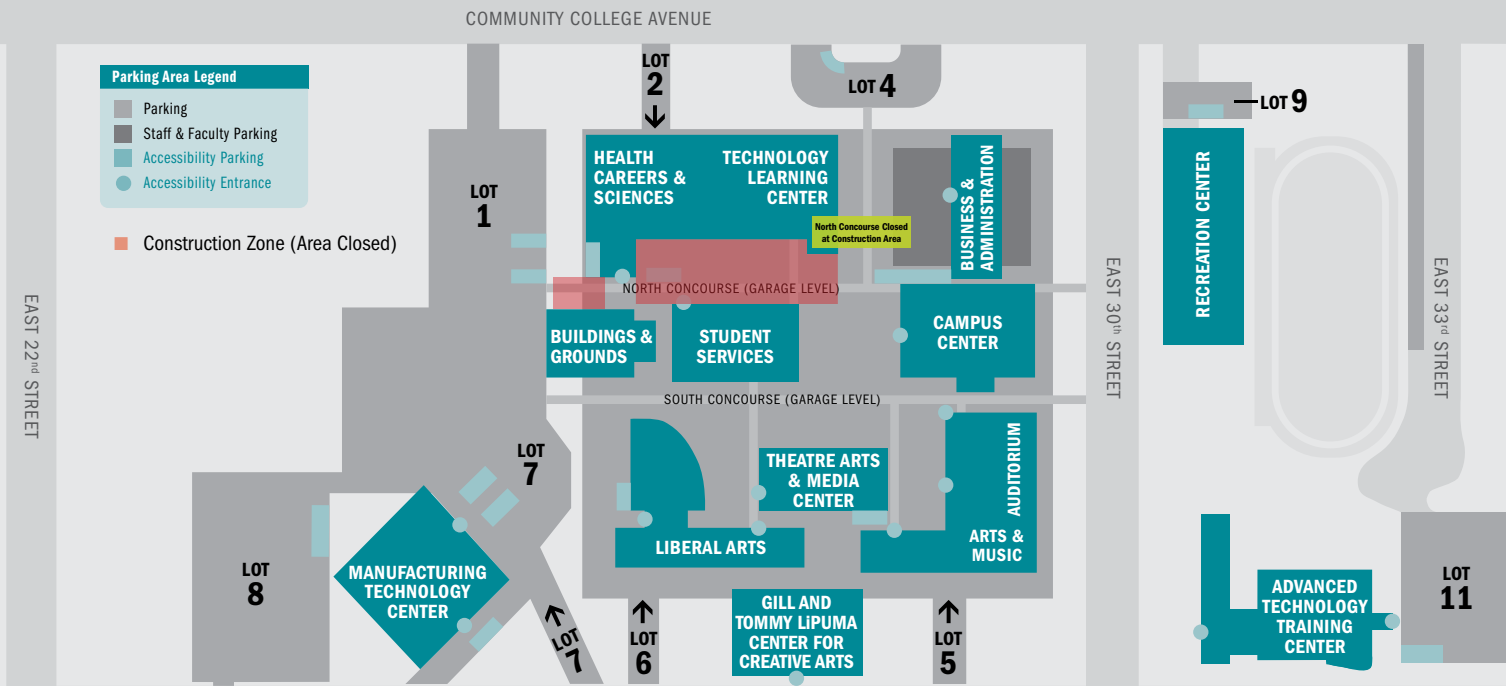 COMMUNITY COLLEGE AVENUE
Parking Area Legend
Parking
Staff & Faculty Parking
Accessibility Parking
Accessibility Entrance
Construction Zone (Area Closed)
EAST 22nd STREET
LOT
1
LOT
2
LOT 4
LOT 9
HEALTH
CAREERS &
SCIENCES
TECHNOLOGY
LEARNING
CENTER
North Concourse Closed
at Construction Area
BUSINESS &
ADMINISTRATION
RECREATION CENTER
EAST 30th STREET
EAST 33rd STREET
NORTH CONCOURSE (GARAGE LEVEL)
BUILDINGS &
GROUNDS
STUDENT
SERVICES
CAMPUS
CENTER
SOUTH CONCOURSE (GARAGE LEVEL)
LOT
7
THEATRE ARTS
& MEDIA
CENTER
AUDITORIUM
ARTS &
MUSIC
LIBERAL ARTS
LOT
8
MANUFACTURING
TECHNOLOGY
CENTER
LOT
7
LOT
6
GILL AND
TOMMY LiPUMA
CENTER FOR
CREATIVE ARTS
LOT
5
ADVANCED
TECHNOLOGY
TRAINING
CENTER
LOT
11